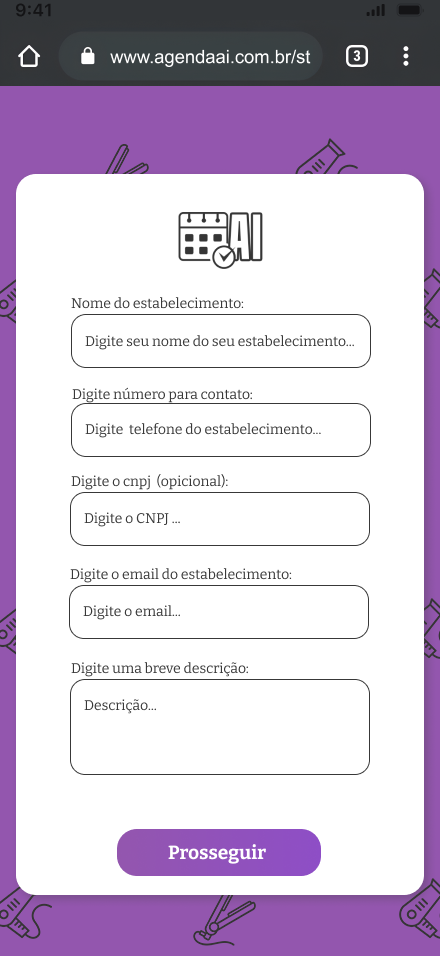 9:41
www.agendaai.com.br/st
3
AI
Nome do estabelecimento:
Digite seu nome do seu estabelecimento...
Digite número para contato:
Digite  telefone do estabelecimento...
Digite o cnpj  (opicional):
Digite o CNPJ ...
Digite o email do estabelecimento:
Digite o email...
Digite uma breve descrição:
Descrição...
Prosseguir